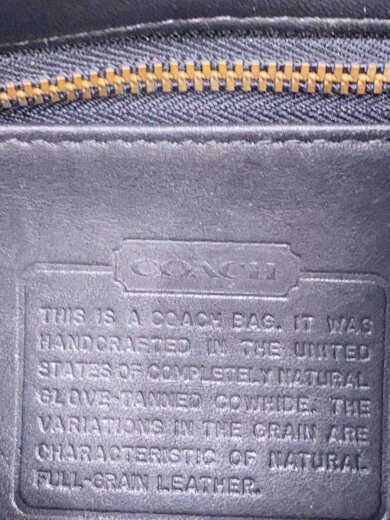 COACH
THIS IS A COACH BAG. IT WAS
HANDCRAFTED IN THE UNITED
STATES OF COMPLETELY NATURAL
GLOVE-TANNED COWHIDE. THE
VARIATIONS IN THE GRAIN ARE
CHARACTERISTIC OF NATURAL
FULL-GRAIN LEATHER.